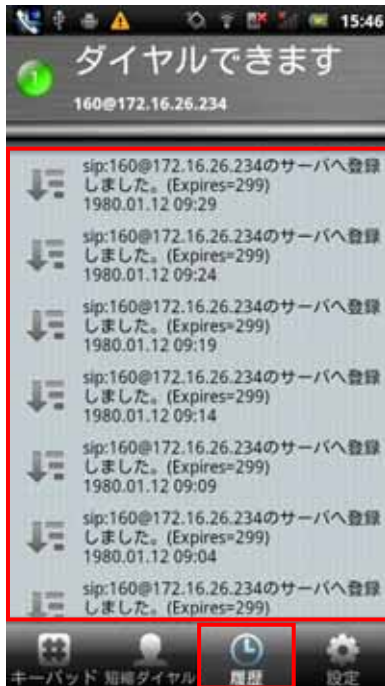 15:46
1
ダイヤルできます
160@172.16.26.234
sip:160@172.16.26.234のサーバへ登録
しました。(Expires=299)
1980.01.12 09:29
sip:160@172.16.26.234のサーバへ登録
しました。(Expires=299)
1980.01.12 09:24
sip:160@172.16.26.234のサーバへ登録
しました。(Expires=299)
1980.01.12 09:19
sip:160@172.16.26.234のサーバへ登録
しました。(Expires=299)
1980.01.12 09:14
sip:160@172.16.26.234のサーバへ登録
しました。(Expires=299)
1980.01.12 09:09
sip:160@172.16.26.234のサーバへ登録
しました。(Expires=299)
1980.01.12 09:04
sip:160@172.16.26.234のサーバへ登録
しました。(Expires=299)
キーパッド 短縮ダイヤル 履歴 設定